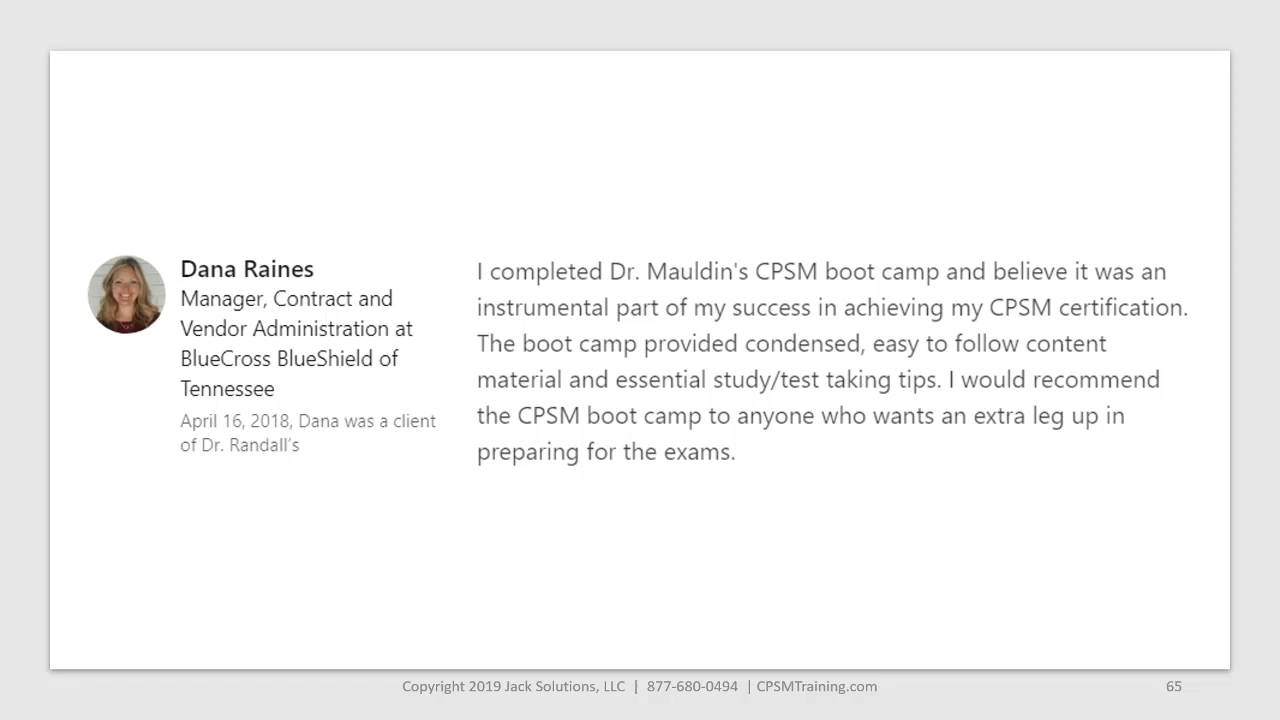 Dana Raines
Manager, Contract and
Vendor Administration at
BlueCross BlueShield of
Tennessee
April 16, 2018, Dana was a client
of Dr. Randall's
I completed Dr. Mauldin's CPSM boot camp and believe it was an
instrumental part of my success in achieving my CPSM certification.
The boot camp provided condensed, easy to follow content
material and essential study/test taking tips. I would recommend
the CPSM boot camp to anyone who wants an extra leg up in
preparing for the exams.
Copyright 2019 Jack Solutions, LLC | 877-680-0494 | CPSMTraining.com
65